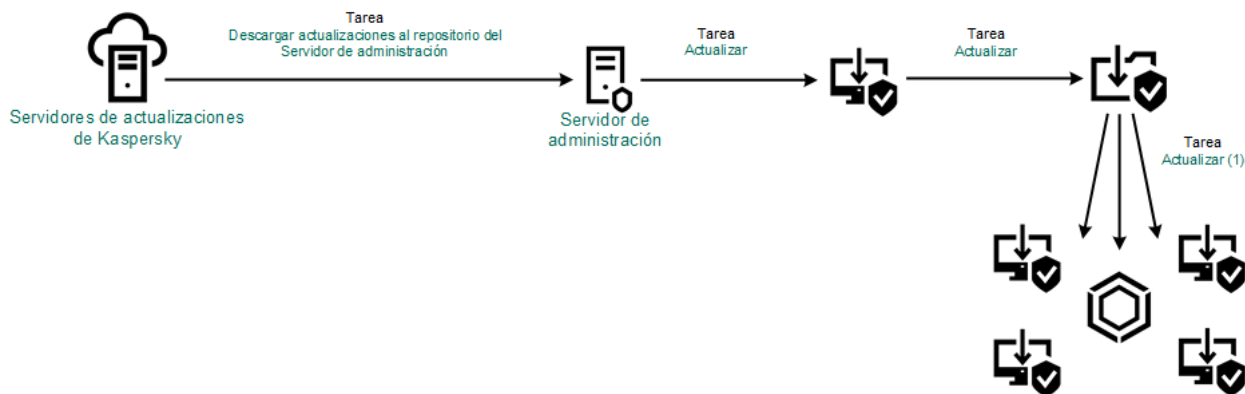 Tarea
Descargar actualizaciones al repositorio del
Servidor de administración
Tarea
Actualizar
Tarea
Actualizar
Servidores de actualizaciones
de Kaspersky
Servidor de
administración
Tarea
Actualizar (1)